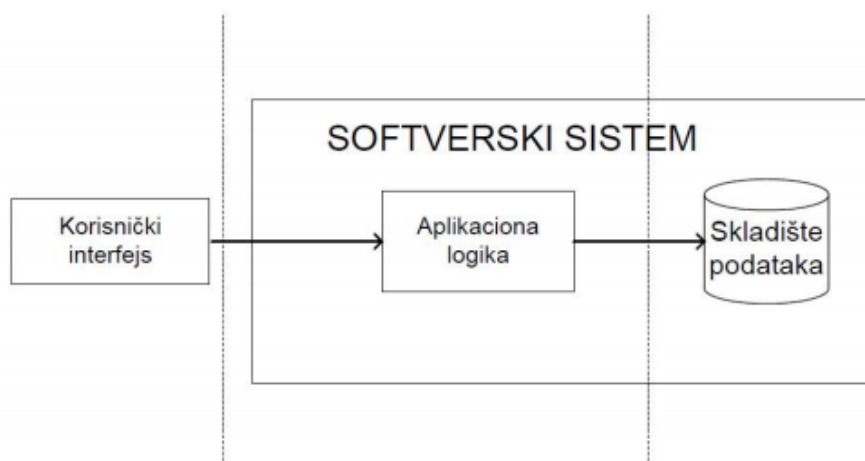 SOFTVERSKI SISTEM
Korisnički
interfejs
Aplikaciona
logika
Skladište
podataka